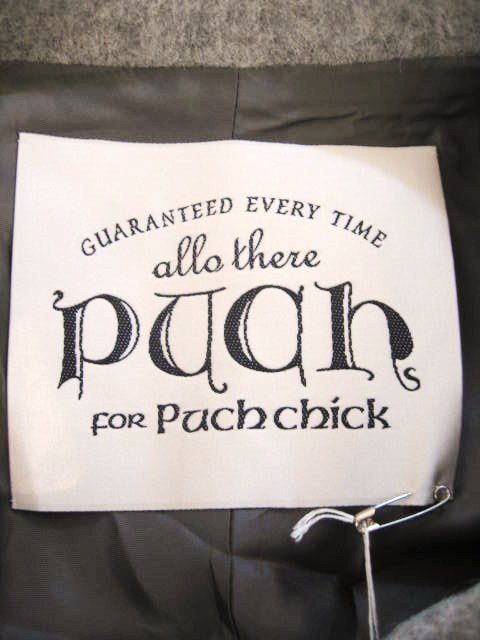 GUARANTEED EVERY TIME
allo there
puch
FOR Puch chick